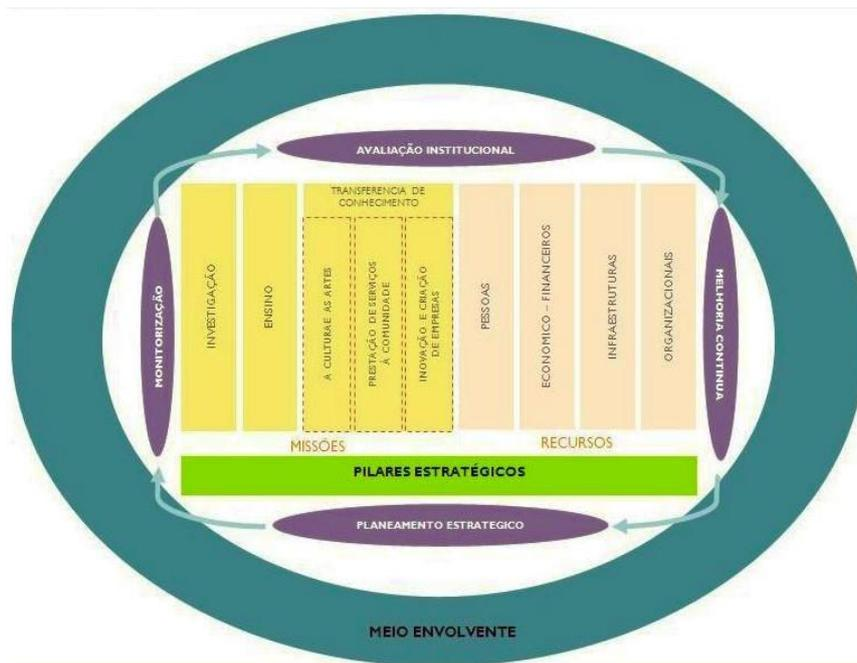 AVALIAÇÃO INSTITUCIONAL
TRANSFERENCIA DE
CONHECIMENTO
MONITORIZAÇÃO
INVESTIGAÇÃO
ENSINO
A CULTURE AS ARTES
PRESTAÇÃO DE SERVIÇOS
À COMUNIDADE
INOVAÇÃO E CRIAÇÃO
DE EMPRESAS
PESSOAS
ECONOMICO – FINANCEIROS
INFRAESTRUTURAS
ORGANIZACIONAIS
MELHORIA CONTINUA
MISSÕES
RECURSOS
PILARES ESTRATÉGICOS
PLANEAMENTO ESTRATEGICO
MEIO ENVOLVENTE